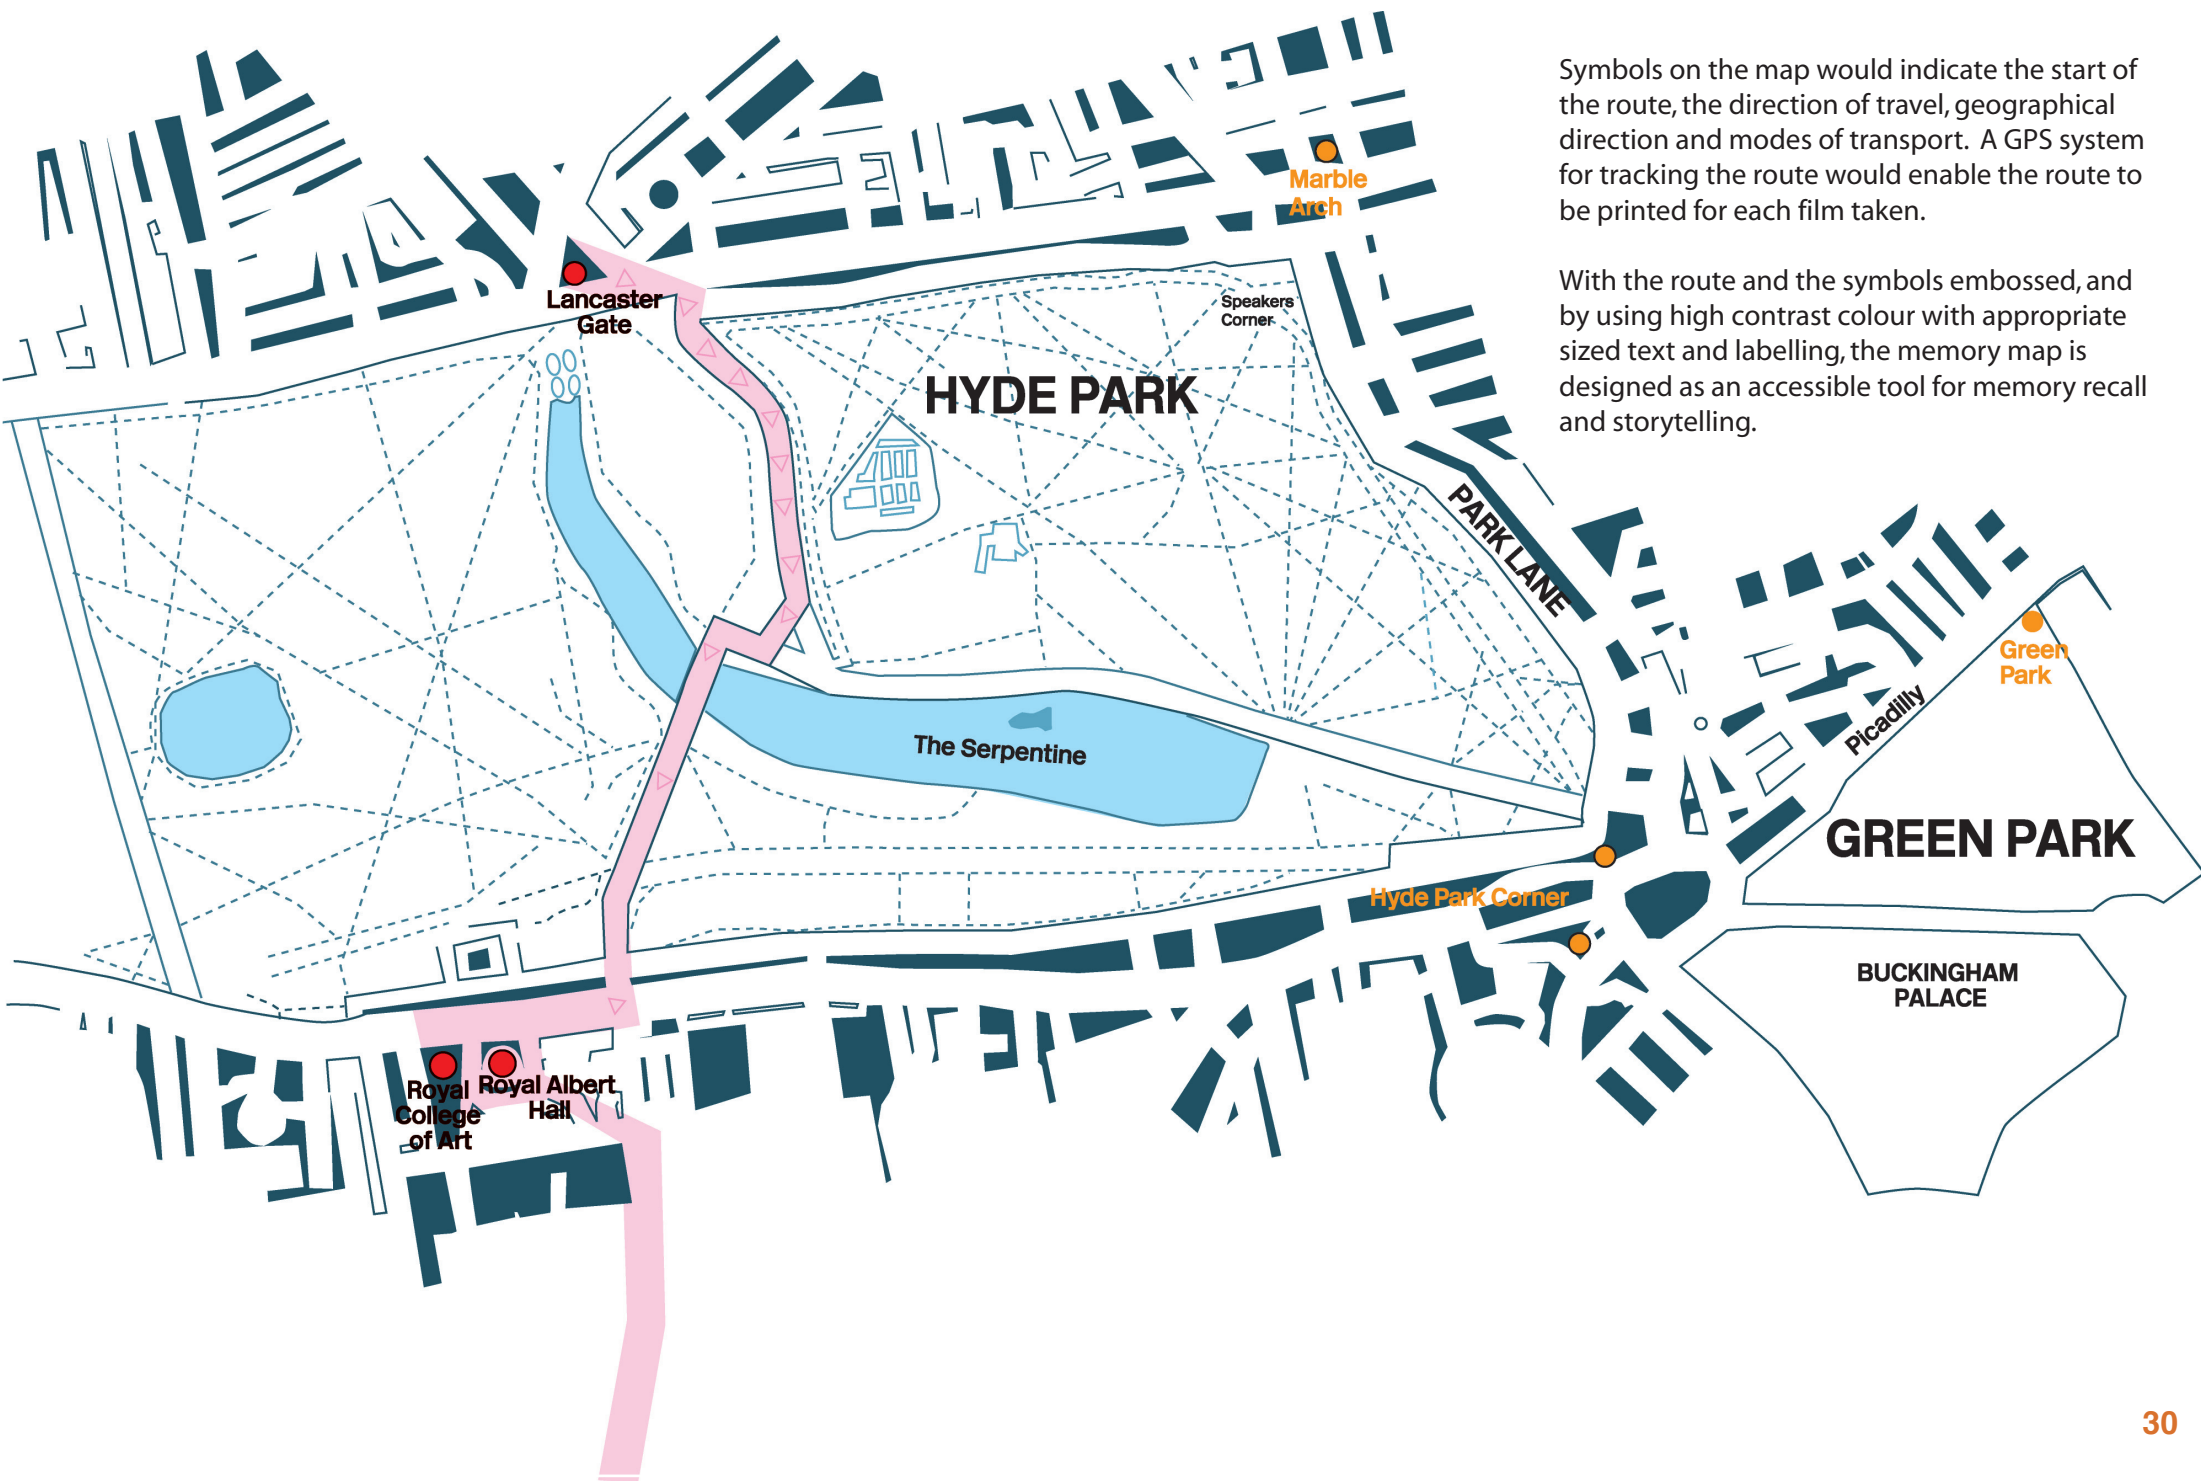 Symbols on the map would indicate the start of
the route, the direction of travel, geographical
direction and modes of transport.  A GPS system
for tracking the route would enable the route to
be printed for each film taken.
With the route and the symbols embossed, and
by using high contrast colour with appropriate
sized text and labelling, the memory map is
designed as an accessible tool for memory recall
and storytelling.
Marble
Arch
Lancaster
Gate
Speakers
Corner
HYDE PARK
PARK LANE
Green
Park
Picadilly
The Serpentine
GREEN PARK
Hyde Park Corner
BUCKINGHAM
PALACE
Royal
College
of Art
Royal Albert
Hall
30